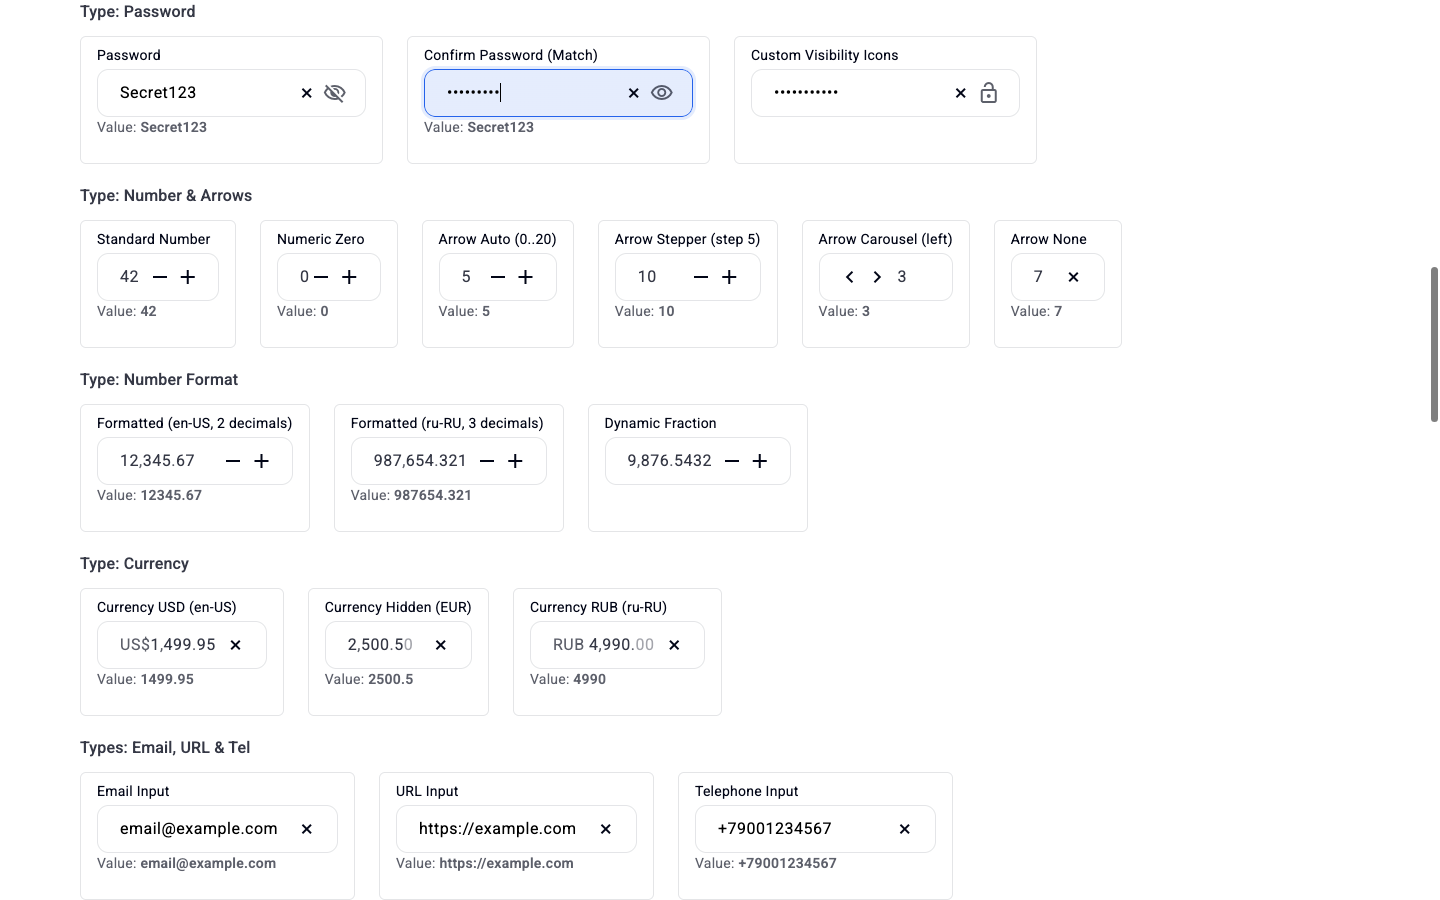 Type: Password
Password
Confirm Password (Match)
Custom Visibility Icons
Secret123
•••••••••
•••••••••••
Value: Secret123
Value: Secret123
Type: Number & Arrows
Standard Number
Numeric Zero
Arrow Auto (0..20)
Arrow Stepper (step 5)
Arrow Carousel (left)
Arrow None
42
0
5
10
3
7
Value: 42
Value: 0
Value: 5
Value: 10
Value: 3
Value: 7
Type: Number Format
Formatted (en-US, 2 decimals)
Formatted (ru-RU, 3 decimals)
Dynamic Fraction
12,345.67
987,654.321
9,876.5432
Value: 12345.67
Value: 987654.321
Type: Currency
Currency USD (en-US)
Currency Hidden (EUR)
Currency RUB (ru-RU)
US$1,499.95
2,500.50
RUB 4,990.00
Value: 1499.95
Value: 2500.5
Value: 4990
Types: Email, URL & Tel
Email Input
URL Input
Telephone Input
email@example.com
https://example.com
+79001234567
Value: email@example.com
Value: https://example.com
Value: +79001234567